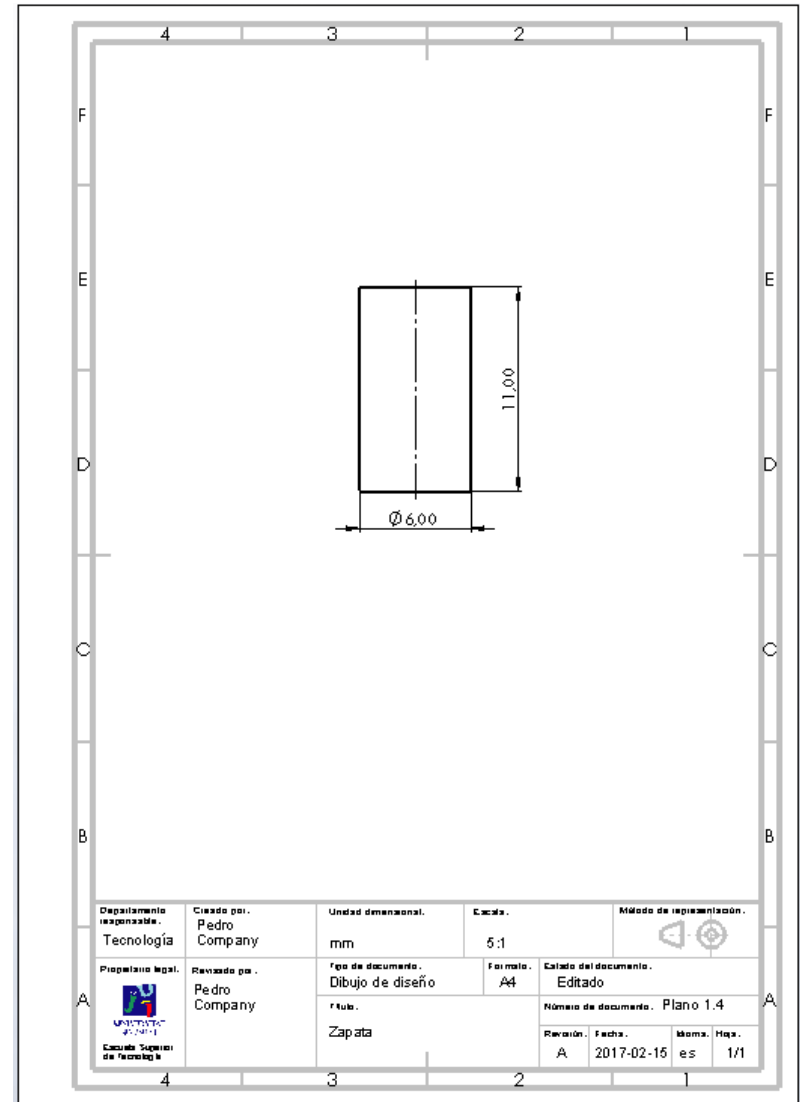 4 3 2 1
F F
E E
11,00
D D
Ø6,00
C C
B B
Departamento responsable.
Tecnología
Creado por.
Pedro
Company
Unidad dimensional.
mm
Escala.
5:1
Método de representación.
Propietario legal.
Escuela Superior
de Tecnología
Revisado por.
Pedro
Company
Tipo de documento.
Dibujo de diseño
Formato.
A4
Estado del documento.
Editado
Título.
Zapata
Número de documento. Plano 1.4
Revisión. Fecha. Idioma. Hoja.
A 2017-02-15 es 1/1
A A
4 3 2 1